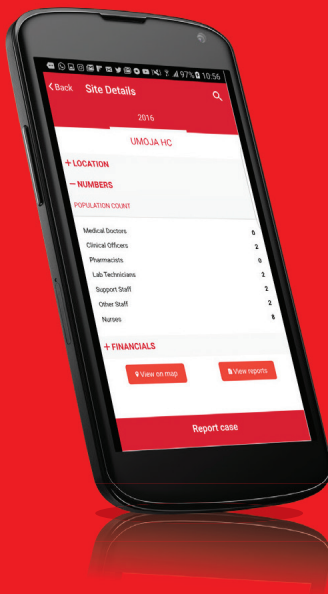 97% 10:56
Back Site Details
2016
UMOJA HC
+ LOCATION
– NUMBERS
POPULATION COUNT
Medical Doctors
Clinical Officers 2
Pharmacists 0
Lab Technicians 2
Support Staff 2
Other Staff 2
Nurses 8
+ FINANCIALS
View on map View reports
Report case